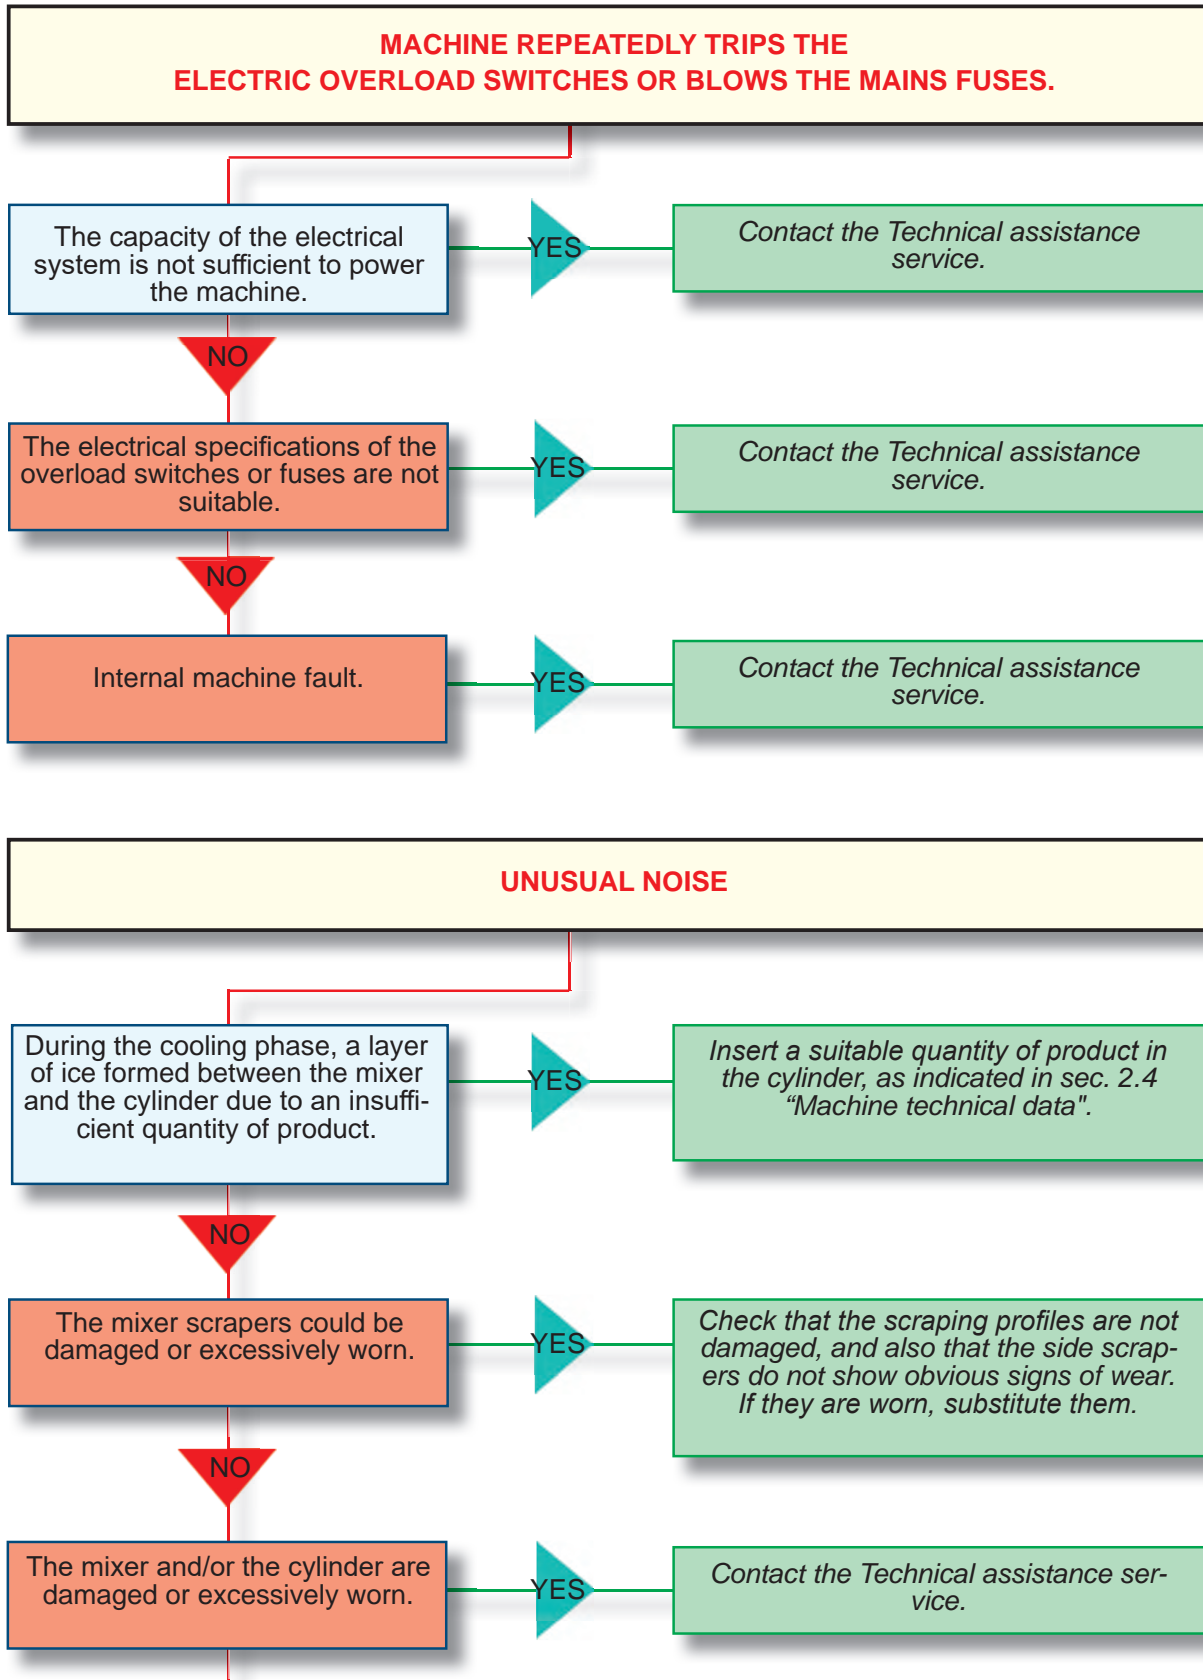 MACHINE REPEATEDLY TRIPS THE
ELECTRIC OVERLOAD SWITCHES OR BLOWS THE MAINS FUSES.
The capacity of the electrical
system is not sufficient to power
the machine.
YES
Contact the Technical assistance
service.
NO
The electrical specifications of the
overload switches or fuses are not
suitable.
YES
Contact the Technical assistance
service.
NO
Internal machine fault.
YES
Contact the Technical assistance
service.
UNUSUAL NOISE
During the cooling phase, a layer
of ice formed between the mixer
and the cylinder due to an insuffi-
cient quantity of product.
YES
Insert a suitable quantity of product in
the cylinder, as indicated in sec. 2.4
“Machine technical data".
NO
The mixer scrapers could be
damaged or excessively worn.
YES
Check that the scraping profiles are not
damaged, and also that the side scrap-
ers do not show obvious signs of wear.
If they are worn, substitute them.
NO
The mixer and/or the cylinder are
damaged or excessively worn.
YES
Contact the Technical assistance ser-
vice.